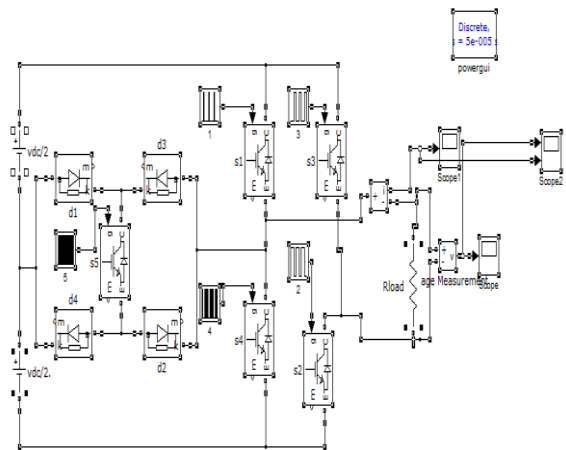 Discrete,
s = 5e-005 s
powergui
vdc/2
d3
1
3
s1
g
C
E
s3
g
C
E
Scope1
Scope2
m
k
d1
m
k
i
+
-
5
s5
g
C
E
2
Rload
+
-
v
age Measurement
Scope
d4
m
k
m
k
d2
4
s4
g
C
E
s2
g
C
E
+
vdc/2.